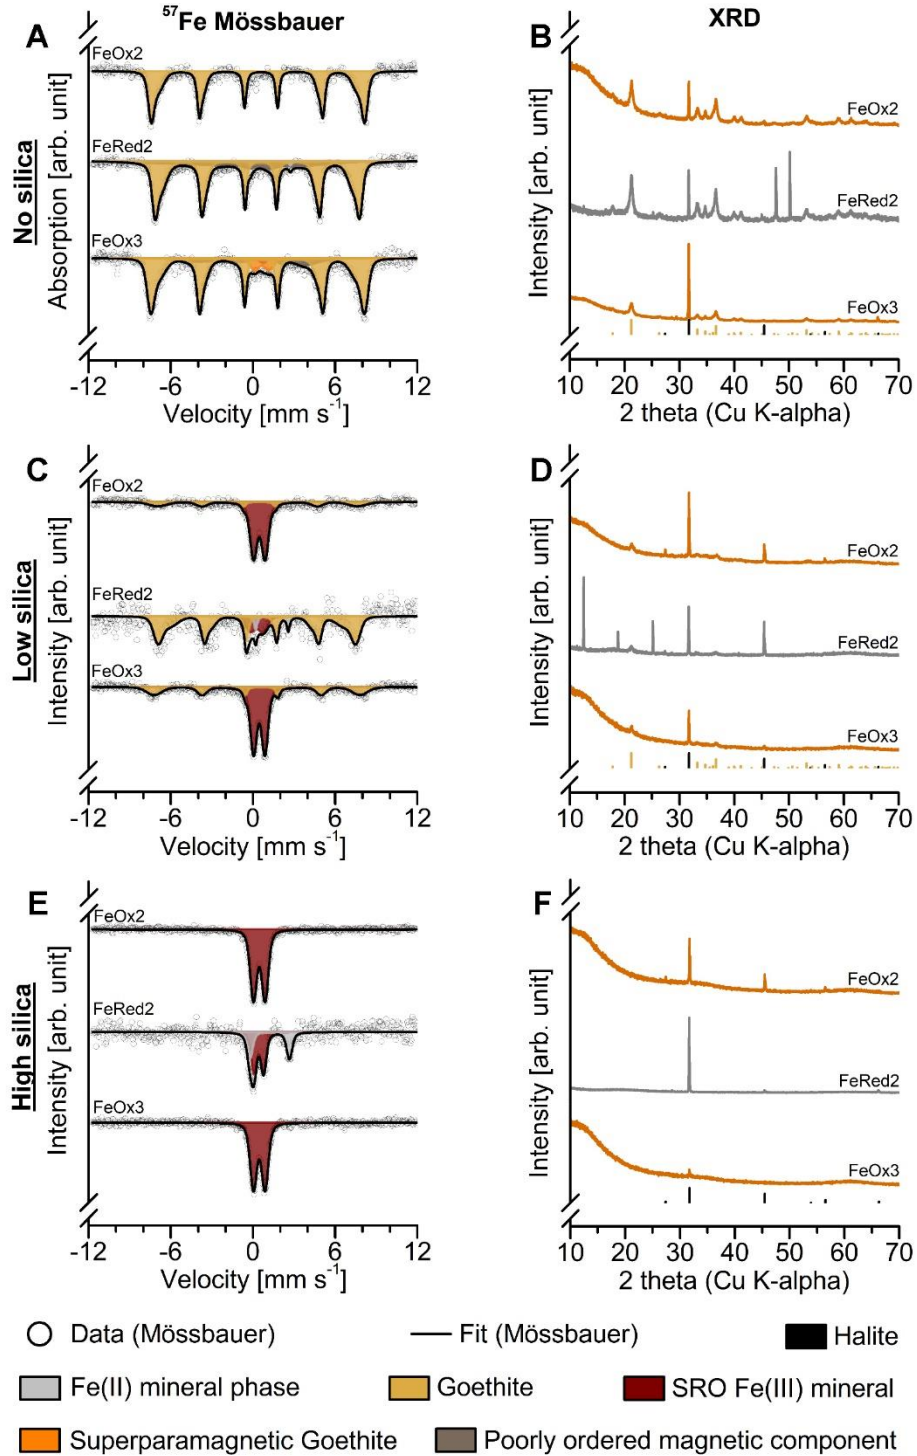 ⁵⁷Fe Mössbauer
XRD
A
FeOx2
FeRed2
FeOx3
No silica
Absorption [arb. unit]
-12 -6 0 6 12
Velocity [mm s⁻¹]
B
FeOx2
FeRed2
FeOx3
Intensity [arb. unit]
10 20 30 40 50 60 70
2 theta (Cu K-alpha)
C
FeOx2
FeRed2
FeOx3
Low silica
Intensity [arb. unit]
-12 -6 0 6 12
Velocity [mm s⁻¹]
D
FeOx2
FeRed2
FeOx3
Intensity [arb. unit]
10 20 30 40 50 60 70
2 theta (Cu K-alpha)
E
FeOx2
FeRed2
FeOx3
High silica
Intensity [arb. unit]
-12 -6 0 6 12
Velocity [mm s⁻¹]
F
FeOx2
FeRed2
FeOx3
Intensity [arb. unit]
10 20 30 40 50 60 70
2 theta (Cu K-alpha)
Data (Mössbauer) Fit (Mössbauer) Halite
Fe(II) mineral phase Goethite SRO Fe(III) mineral
Superparamagnetic Goethite Poorly ordered magnetic component